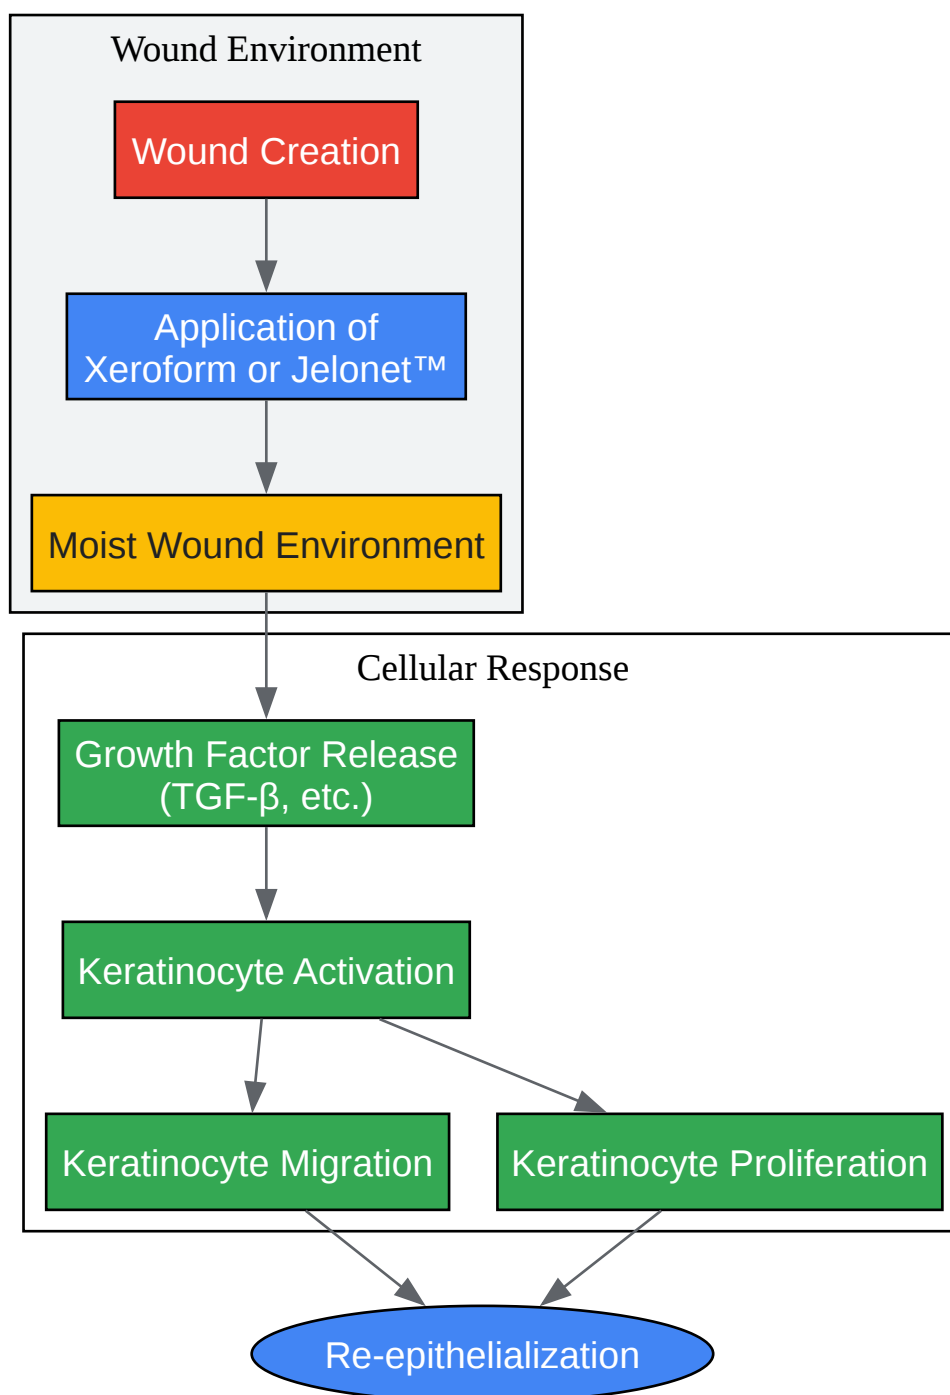 Wound Environment
Wound Creation
Application of
Xeroform or Jelonet™
Moist Wound Environment
Cellular Response
Growth Factor Release
(TGF-β, etc.)
Keratinocyte Activation
Keratinocyte Migration
Keratinocyte Proliferation
Re-epithelialization